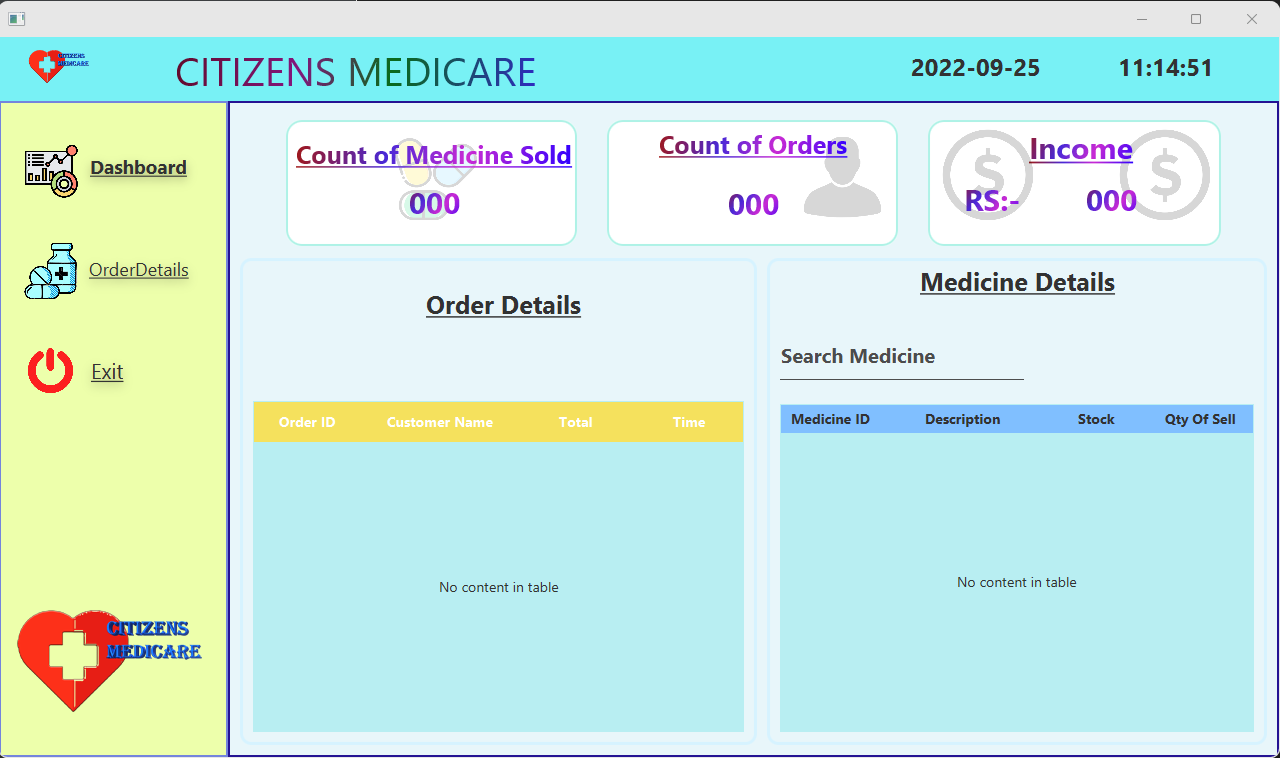 CITIZENS
MEDICARE
CITIZENS MEDICARE
2022-09-25
11:14:51
Dashboard
OrderDetails
Exit
CITIZENS
MEDICARE
Count of Medicine Sold
000
Count of Orders
000
Income
RS:- 000
Order Details
Order ID Customer Name Total Time
No content in table
Medicine Details
Search Medicine
Medicine ID Description Stock Qty Of Sell
No content in table